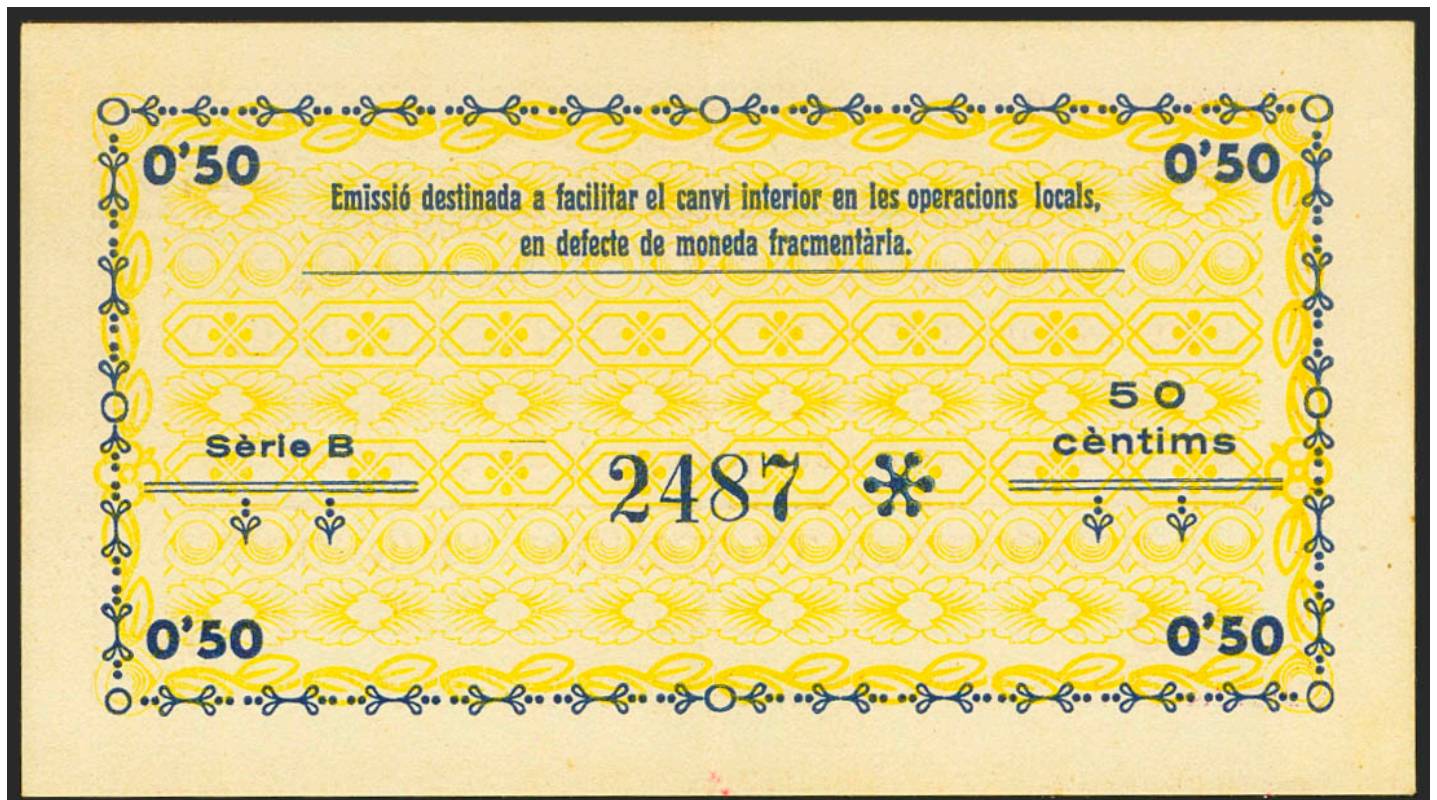 0'50 0'50
Emissió destinada a facilitar el canvi interior en les operacions locals,
en defecte de moneda fracmentària.
50
Sèrie B cèntims
2487 *
0'50 0'50